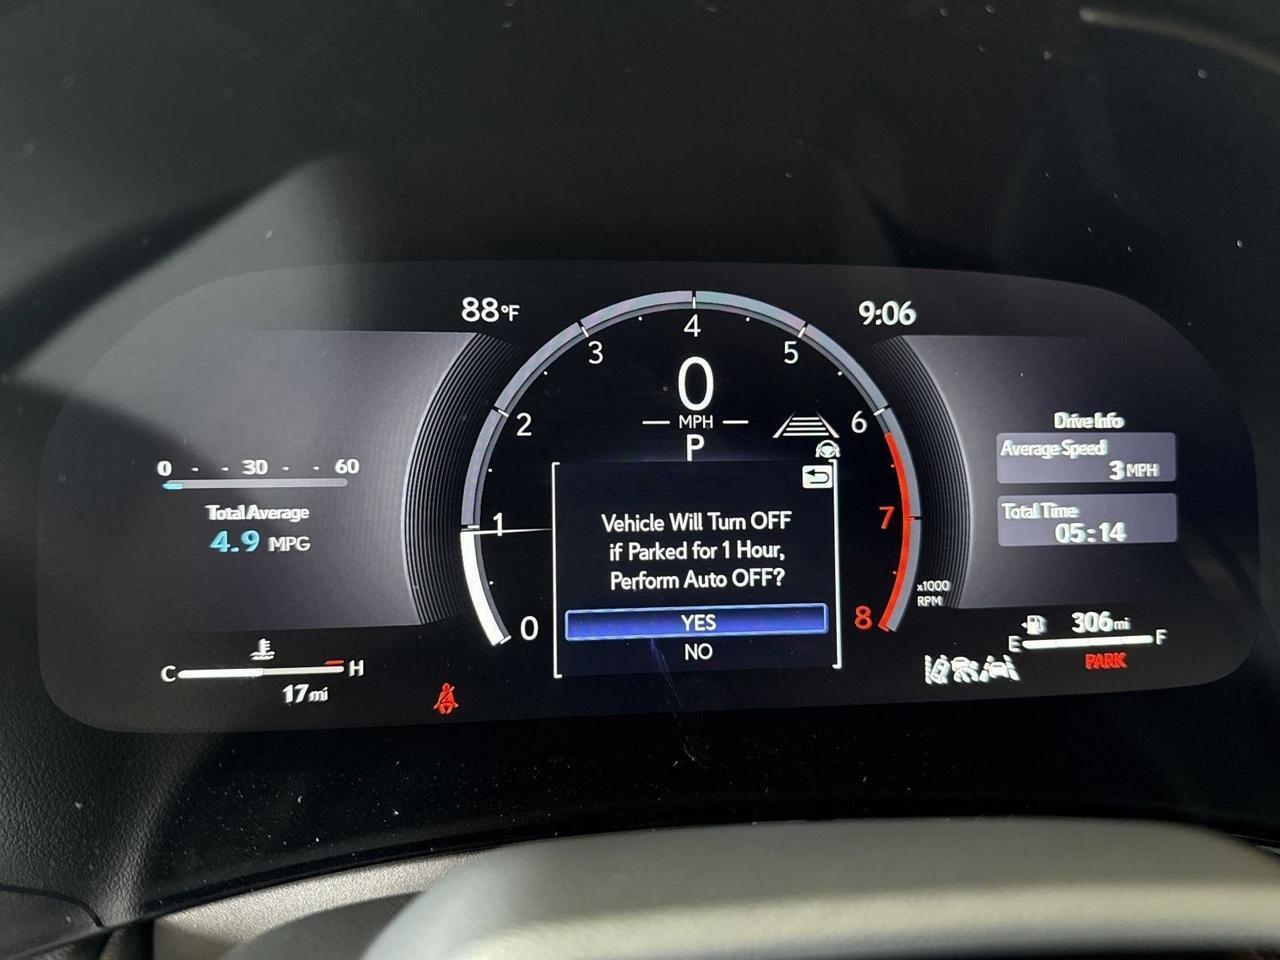 88°F
9:06
4
3
5
0
2
MPH
6
P
Drive Info
Average Speed
3 MPH
0 30 60
Total Average
4.9 MPG
1
Vehicle Will Turn OFF
if Parked for 1 Hour,
Perform Auto OFF?
7
Total Time
05:14
x1000
RPM
0
YES
8
NO
306mi
E F
PARK
C H
17mi